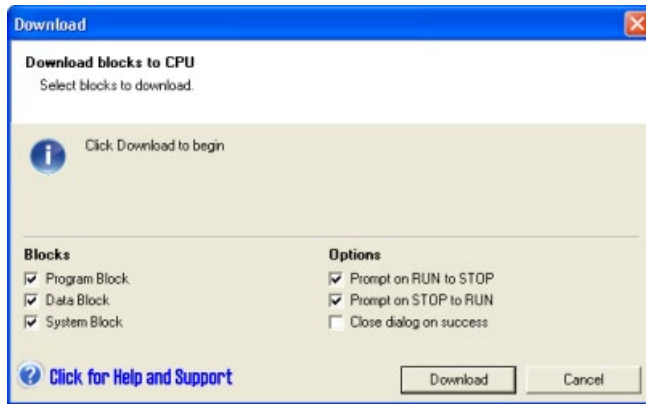 Download
Download blocks to CPU
Select blocks to download.
Click Download to begin
Blocks
Program Block
Data Block
System Block
Options
Prompt on RUN to STOP
Prompt on STOP to RUN
Close dialog on success
Click for Help and Support
Download
Cancel